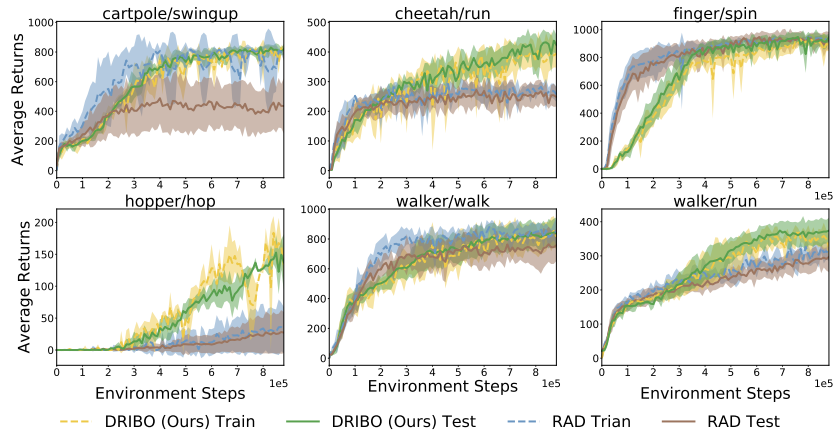 cartpole/swingup
cheetah/run
finger/spin
Average Returns
1000
800
600
400
200
0
0 1 2 3 4 5 6 7 8
500
400
300
200
100
0
0 1 2 3 4 5 6 7 8
1000
800
600
400
200
0
0 1 2 3 4 5 6 7 8
1e5
hopper/hop
walker/walk
walker/run
Average Returns
200
150
100
50
0
0 1 2 3 4 5 6 7 8
1e5
Environment Steps
1000
800
600
400
200
0
0 1 2 3 4 5 6 7 8
1e5
Environment Steps
400
300
200
100
0
0 1 2 3 4 5 6 7 8
1e5
Environment Steps
DRIBO (Ours) Train
DRIBO (Ours) Test
RAD Trian
RAD Test